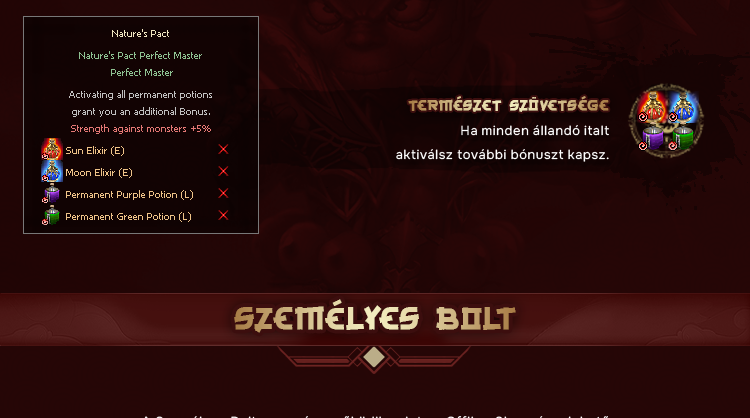 Nature's Pact
Nature's Pact Perfect Master
Perfect Master
Activating all permanent potions
grant you an additional Bonus.
Strength against monsters +5%
Sun Elixir (E)
Moon Elixir (E)
Permanent Purple Potion (L)
Permanent Green Potion (L)
TERMÉSZET SZÖVETSÉGE
Ha minden állandó italt
aktiválsz további bónuszt kapsz.
SZEMÉLYES BOLT